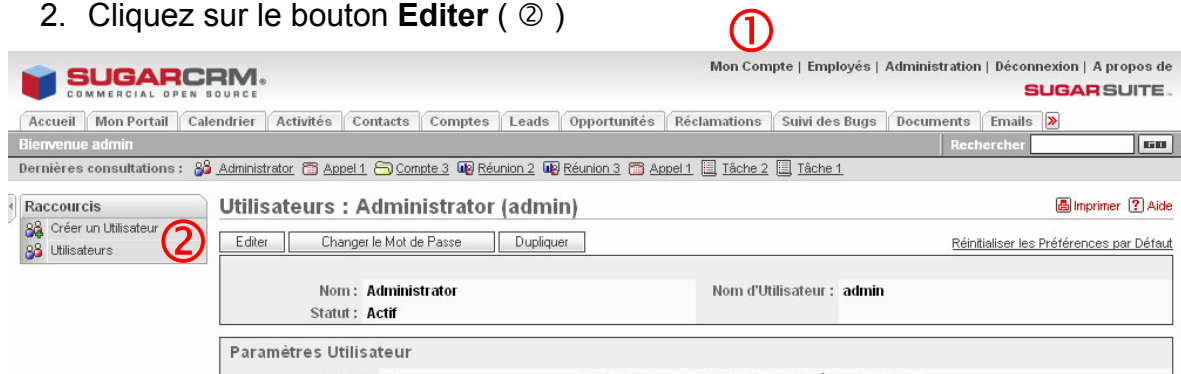 2. Cliquez sur le bouton Editer ( ② )
①
Mon Compte | Employés | Administration | Déconnexion | A propos de
SUGARCRM®
COMMERCIAL OPEN SOURCE
SUGARSUITE™
Accueil Mon Portail Calendrier Activités Contacts Comptes Leads Opportunités Réclamations Suivi des Bugs Documents Emails
Bienvenue admin Rechercher GO
Dernières consultations : Administrator Appel 1 Compte 3 Réunion 2 Réunion 3 Appel 1 Tâche 2 Tâche 1
Raccourcis
Créer un Utilisateur
Utilisateurs
②
Utilisateurs : Administrator (admin) Imprimer ? Aide
Editer Changer le Mot de Passe Dupliquer Réinitialiser les Préférences par Défaut
Nom : Administrator Nom d'Utilisateur : admin
Statut : Actif
Paramètres Utilisateur